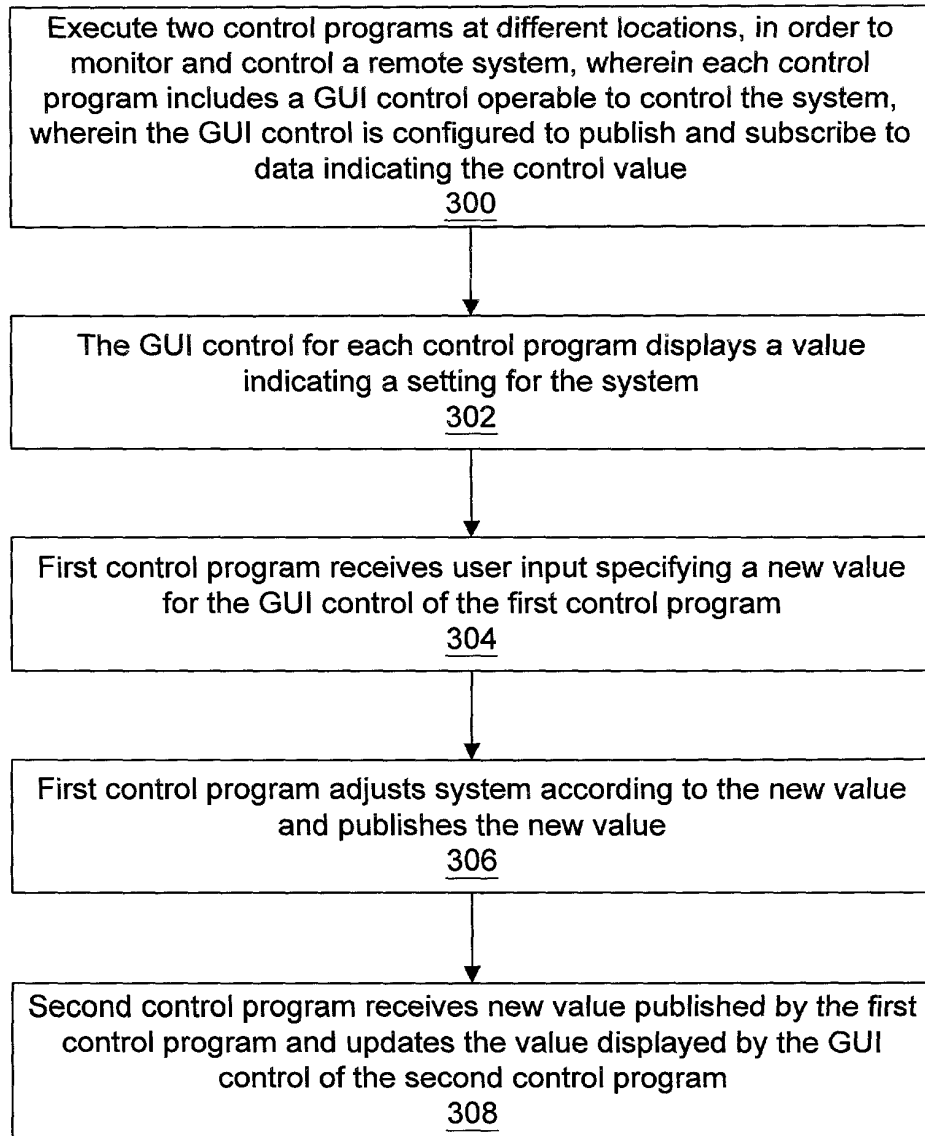 Execute two control programs at different locations, in order to
monitor and control a remote system, wherein each control
program includes a GUI control operable to control the system,
wherein the GUI control is configured to publish and subscribe to
data indicating the control value
300
The GUI control for each control program displays a value
indicating a setting for the system
302
First control program receives user input specifying a new value
for the GUI control of the first control program
304
First control program adjusts system according to the new value
and publishes the new value
306
Second control program receives new value published by the first
control program and updates the value displayed by the GUI
control of the second control program
308